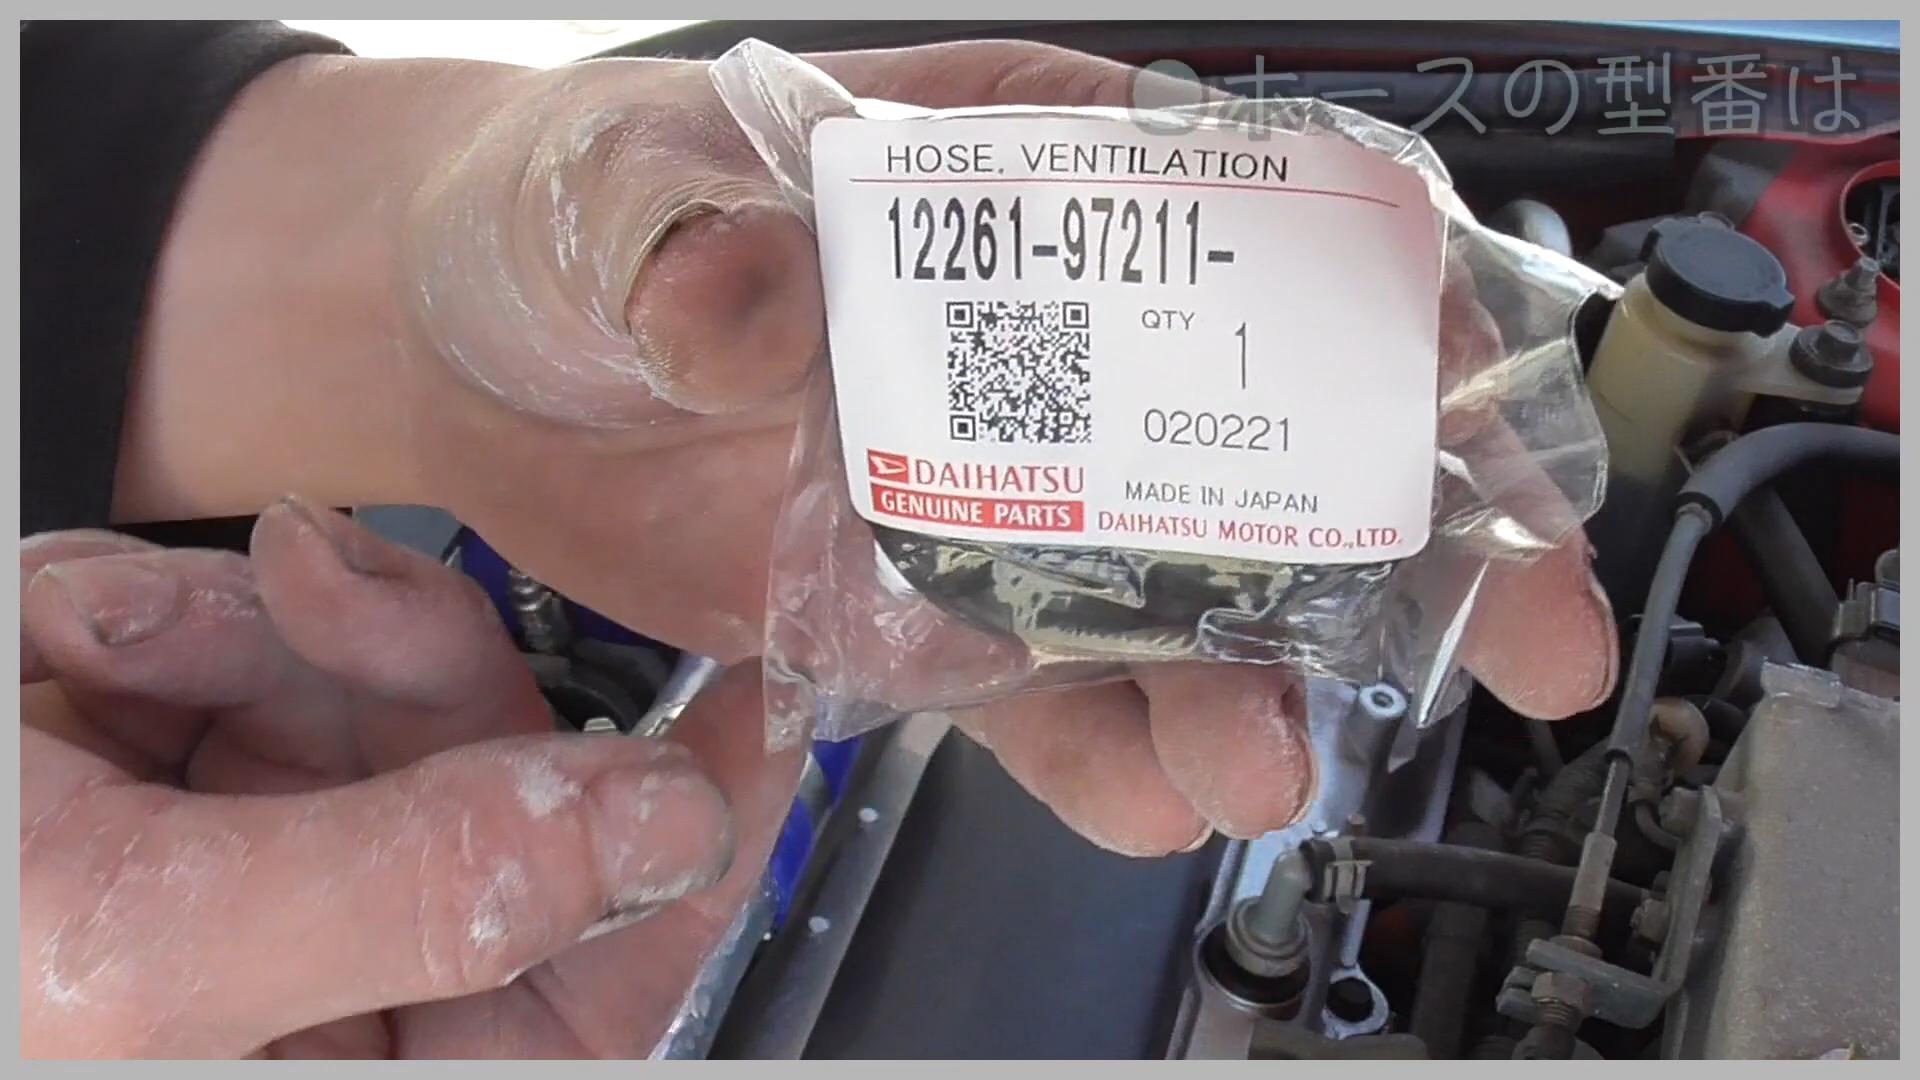 ●ホースの型番は
HOSE, VENTILATION
12261-97211-
QTY
1
020221
DAIHATSU
GENUINE PARTS
MADE IN JAPAN
DAIHATSU MOTOR CO.,LTD.